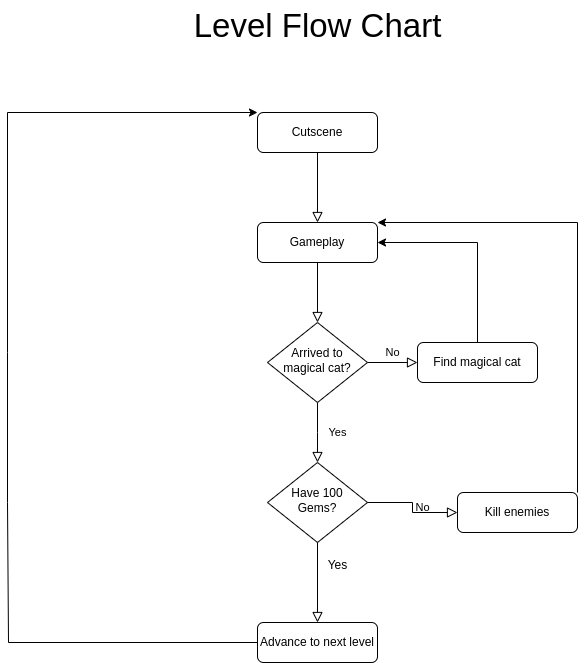 Level Flow Chart
Cutscene
Gameplay
Arrived to
magical cat?
No
Find magical cat
Yes
Have 100
Gems?
No
Kill enemies
Yes
Advance to next level